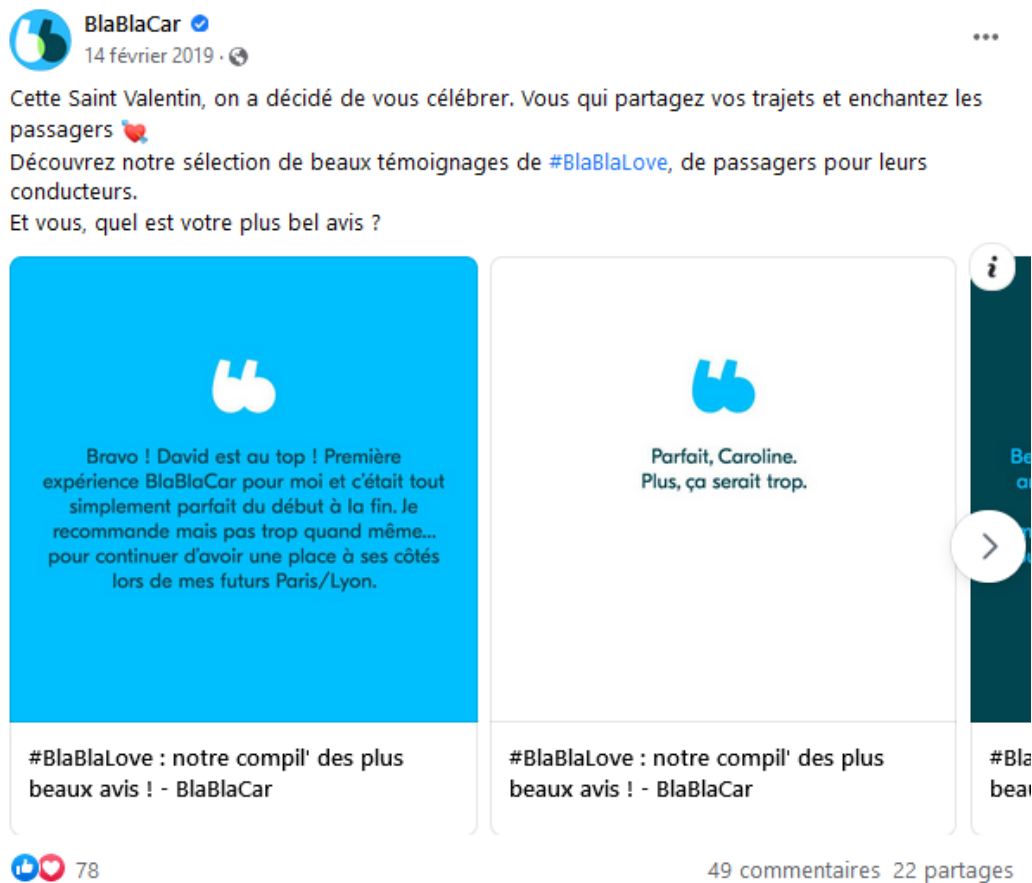 BlaBlaCar
14 février 2019 ·
Cette Saint Valentin, on a décidé de vous célébrer. Vous qui partagez vos trajets et enchantez les
passagers 💘
Découvrez notre sélection de beaux témoignages de #BlaBlaLove, de passagers pour leurs
conducteurs.
Et vous, quel est votre plus bel avis ?
Bravo ! David est au top ! Première
expérience BlaBlaCar pour moi et c'était tout
simplement parfait du début à la fin. Je
recommande mais pas trop quand même...
pour continuer d'avoir une place à ses côtés
lors de mes futurs Paris/Lyon.
#BlaBlaLove : notre compil' des plus
beaux avis ! - BlaBlaCar
Parfait, Caroline.
Plus, ça serait trop.
#BlaBlaLove : notre compil' des plus
beaux avis ! - BlaBlaCar
78
49 commentaires 22 partages